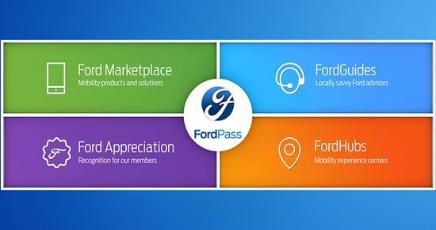 Ford Marketplace
Mobility products and solutions
FordGuides
Locally savvy Ford advisors
FordPass
Ford Appreciation
Recognition for our members
FordHubs
Mobility experience centers